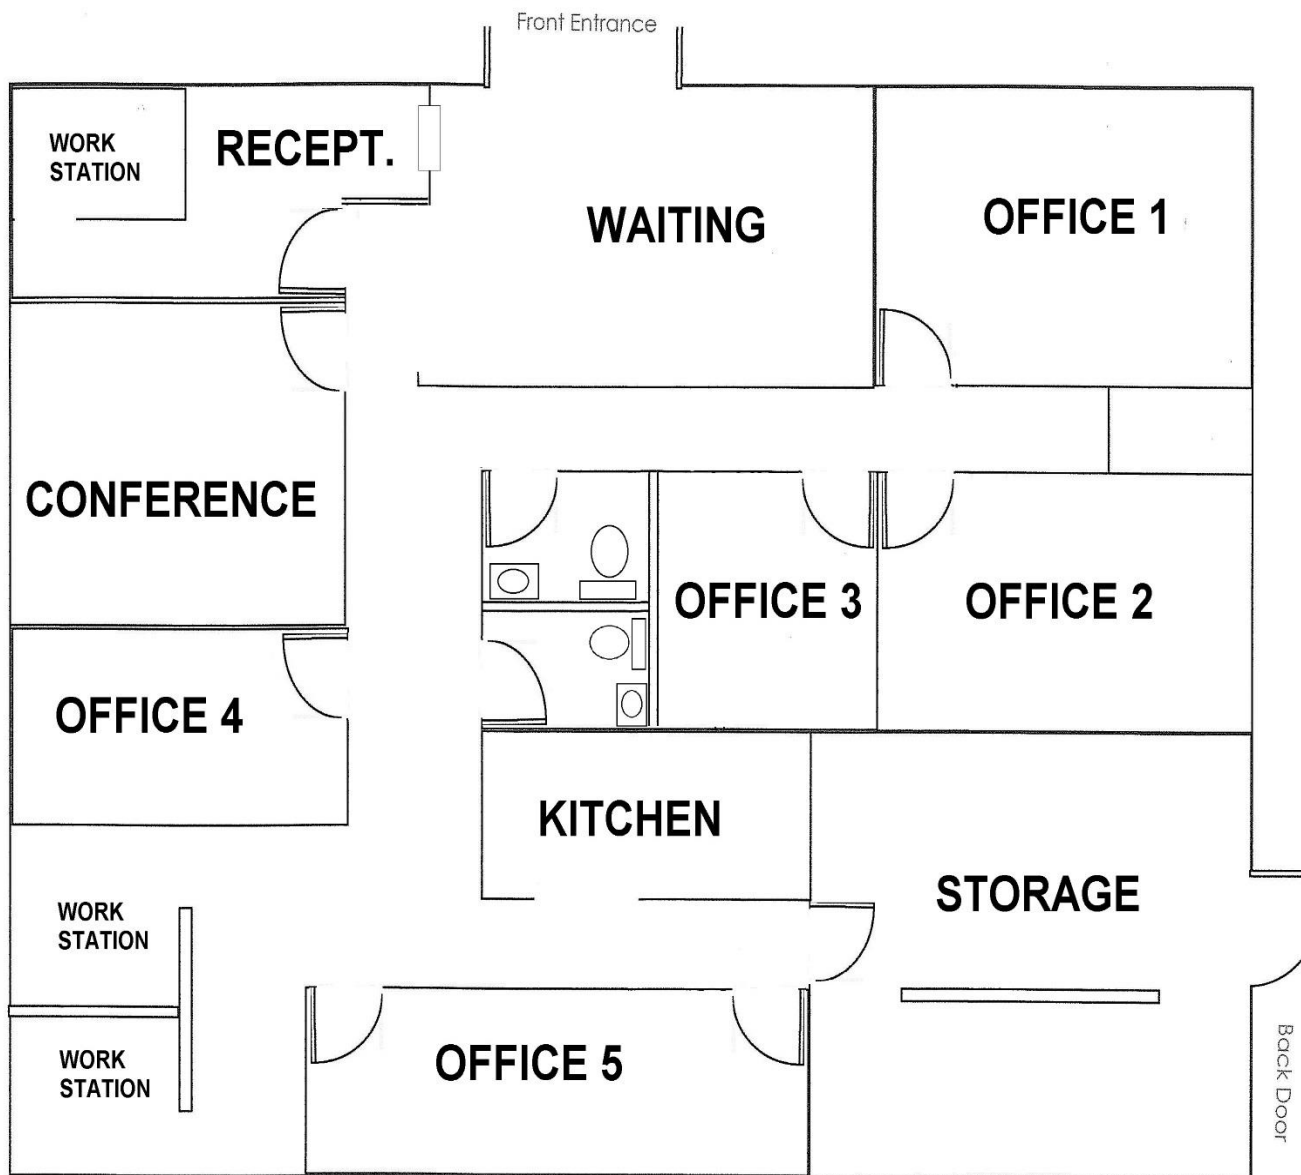 Front Entrance
WORK
STATION
RECEPT.
WAITING
OFFICE 1
CONFERENCE
OFFICE 3
OFFICE 2
OFFICE 4
KITCHEN
STORAGE
WORK
STATION
OFFICE 5
WORK
STATION
Back Door